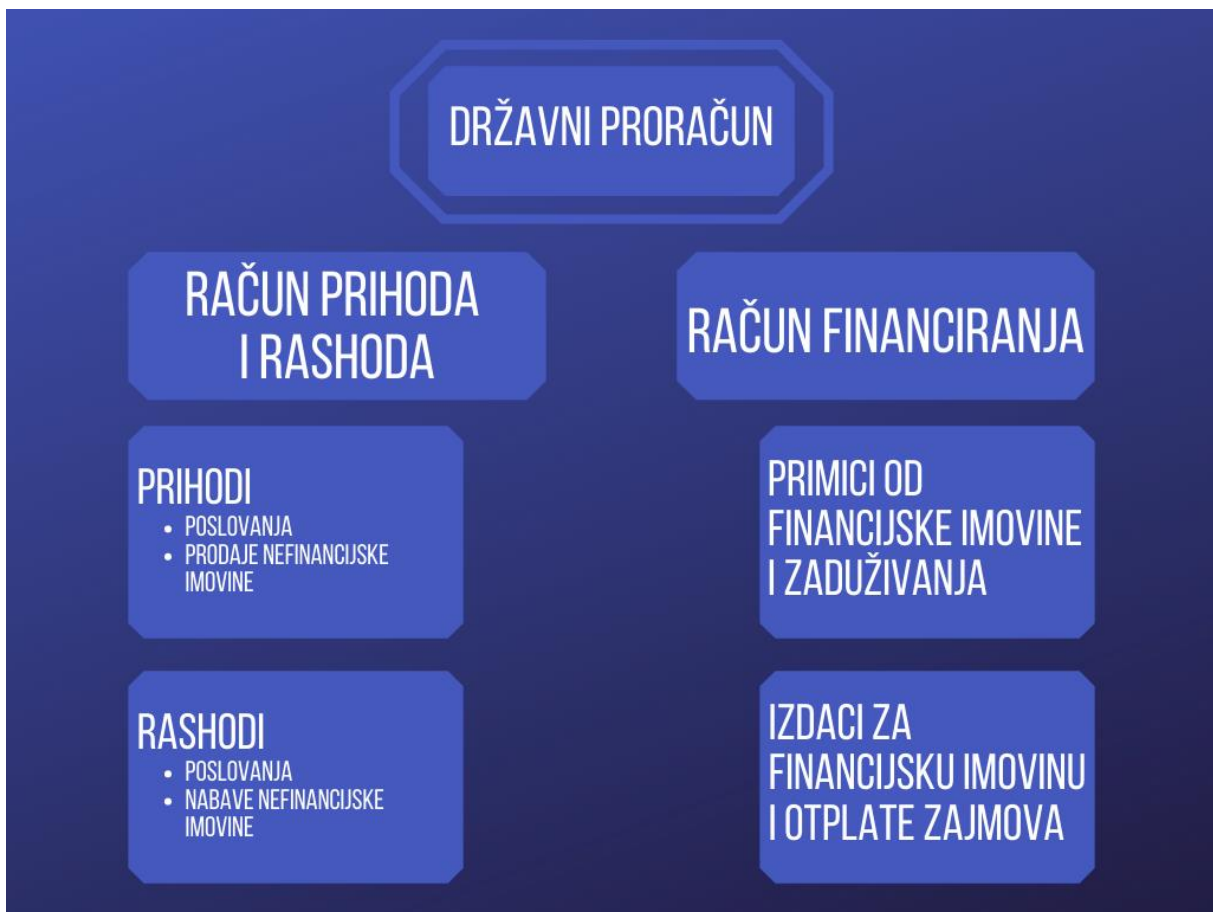 DRŽAVNI PRORAČUN
RAČUN PRIHODA
I RASHODA
PRIHODI
• POSLOVANJA
• PRODAJE NEFINANCIJSKE
IMOVINE
RASHODI
• POSLOVANJA
• NABAVE NEFINANCIJSKE
IMOVINE
RAČUN FINANCIRANJA
PRIMICI OD
FINANCIJSKE IMOVINE
I ZADUŽIVANJA
IZDACI ZA
FINANCIJSKU IMOVINU
I OTPLATE ZAJMOVA